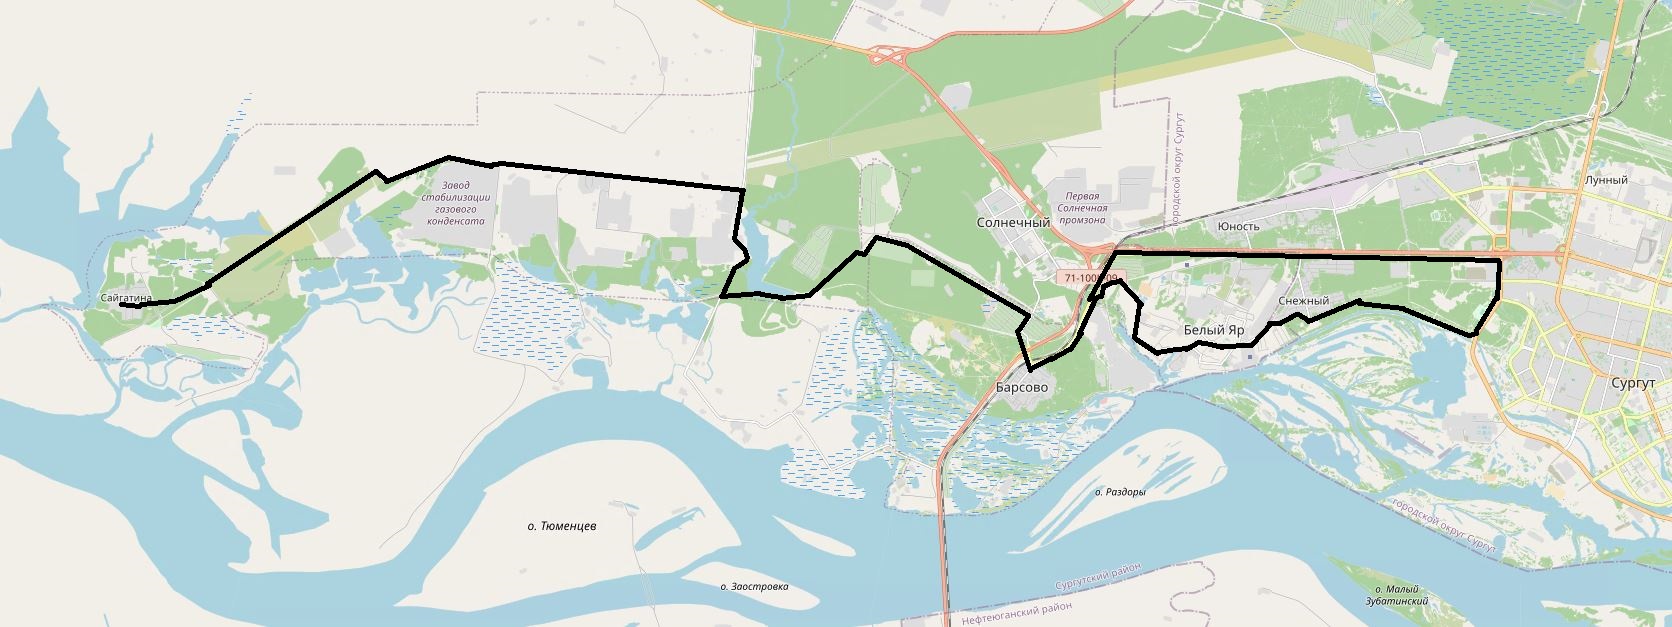 Лунный
Завод
стабилизации
газового
конденсата
Первая
Солнечная
промзона
городской округ Сургут
Солнечный
Юность
71-100К-09
Сайгатина
Снежный
Белый Яр
Барсово
Сургут
о. Раздоры
о. Тюменцев
городской округ Сургут
Сургутский район
о. Заостровка
о. Малый
Зубатинский
Нефтеюганский район